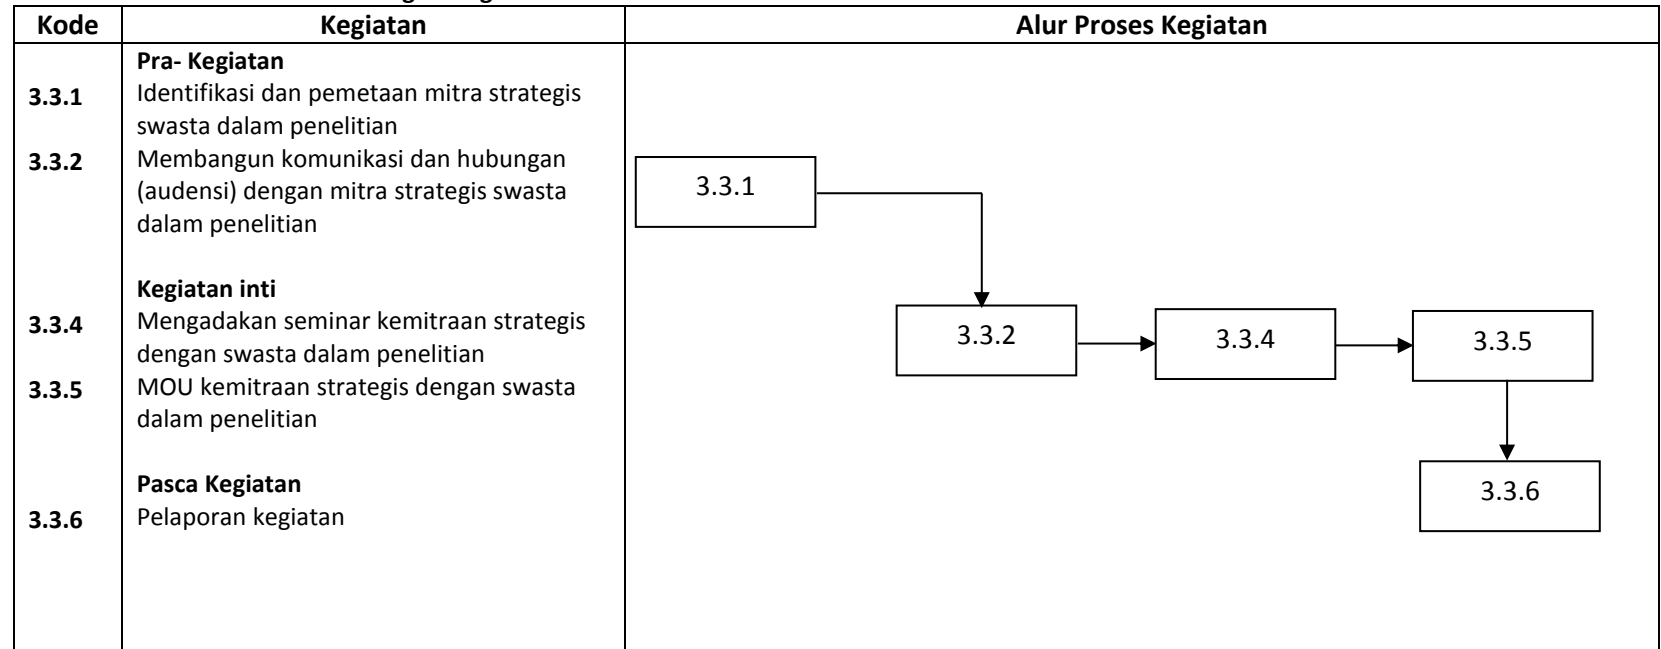 Kode Kegiatan Alur Proses Kegiatan
Pra- Kegiatan
3.3.1 Identifikasi dan pemetaan mitra strategis
swasta dalam penelitian
3.3.2 Membangun komunikasi dan hubungan
(audensi) dengan mitra strategis swasta
dalam penelitian
Kegiatan inti
3.3.4 Mengadakan seminar kemitraan strategis
dengan swasta dalam penelitian
3.3.5 MOU kemitraan strategis dengan swasta
dalam penelitian
Pasca Kegiatan
3.3.6 Pelaporan kegiatan
3.3.1
3.3.2
3.3.4
3.3.5
3.3.6